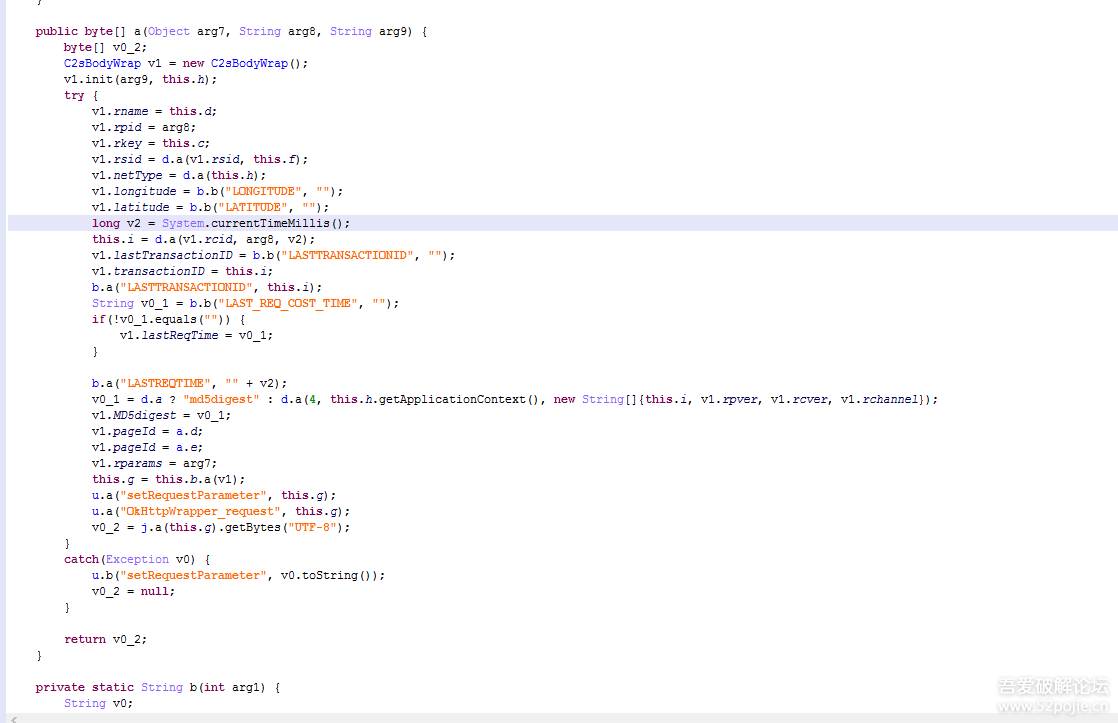 }
public byte[] a(Object arg7, String arg8, String arg9) {
byte[] v0_2;
C2sBodyWrap v1 = new C2sBodyWrap();
v1.init(arg9, this.h);
try {
v1.rname = this.d;
v1.rpid = arg8;
v1.rkey = this.c;
v1.rsid = d.a(v1.rsid, this.f);
v1.netType = d.a(this.h);
v1.longitude = b.b("LONGITUDE", "");
v1.latitude = b.b("LATITUDE", "");
long v2 = System.currentTimeMillis();
this.i = d.a(v1.rcid, arg8, v2);
v1.lastTransactionID = b.b("LASTTRANSACTIONID", "");
v1.transactionID = this.i;
b.a("LASTTRANSACTIONID", this.i);
String v0_1 = b.b("LAST_REQ_COST_TIME", "");
if(!v0_1.equals("")) {
v1.lastReqTime = v0_1;
}
b.a("LASTREQTIME", "" + v2);
v0_1 = d.a ? "md5digest" : d.a(4, this.h.getApplicationContext(), new String[]{this.i, v1.rpver, v1.rcver, v1.rchannel});
v1.MD5digest = v0_1;
v1.pageId = a.d;
v1.pageId = a.e;
v1.rparams = arg7;
this.g = this.b.a(v1);
u.a("setRequestParameter", this.g);
u.a("OkHttpWrapper_request", this.g);
v0_2 = j.a(this.g).getBytes("UTF-8");
}
catch(Exception v0) {
u.b("setRequestParameter", v0.toString());
v0_2 = null;
}
return v0_2;
}
private static String b(int arg1) {
String v0;
吾爱破解论坛
www.52pojie.cn